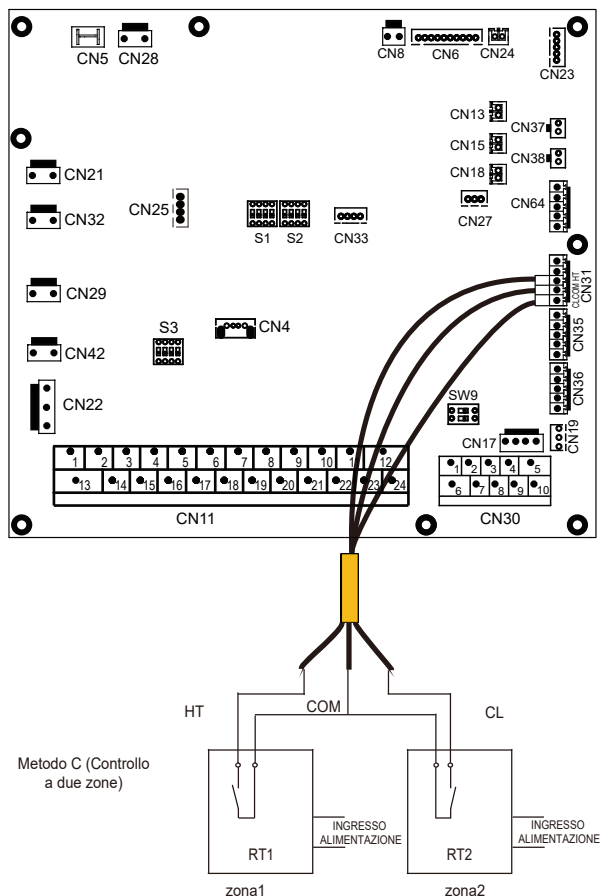 CN5
CN28
CN8
CN6
CN24
CN23
CN13
CN37
CN15
CN38
CN18
CN21
CN25
CN27
CN64
CN32
S1
S2
CN33
CN31
CL COM HT
CN29
CN35
S3
CN4
CN42
CN36
CN22
SW9
CN17
CN19
1 2 3 4 5 6 7 8 9 10 1 12
13 14 15 16 17 18 19 20 21 22 23 24
CN11
1 2 3 4 5
6 7 8 9 10
CN30
HT
COM
CL
Metodo C (Controllo
a due zone)
INGRESSO
ALIMENTAZIONE
INGRESSO
ALIMENTAZIONE
RT1
RT2
zona1
zona2